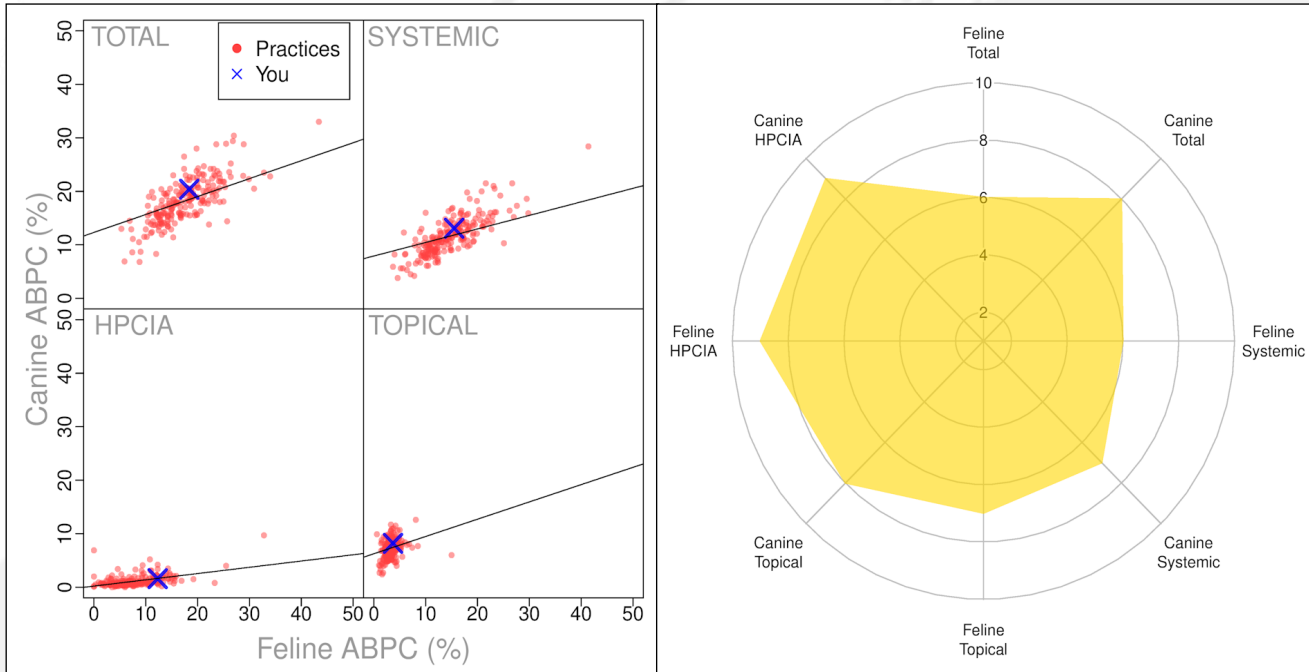 TOTAL
SYSTEMIC
Practices
You
HPCIA
TOPICAL
50
40
30
20
10
0
50
40
30
20
10
0
Canine ABPC (%)
0 10 20 30 40 50 0 10 20 30 40 50
Feline ABPC (%)
Feline
Total
Canine
Total
Feline
Systemic
Canine
Systemic
Feline
Topical
Canine
Topical
Feline
HPCIA
Canine
HPCIA
10
8
6
4
2